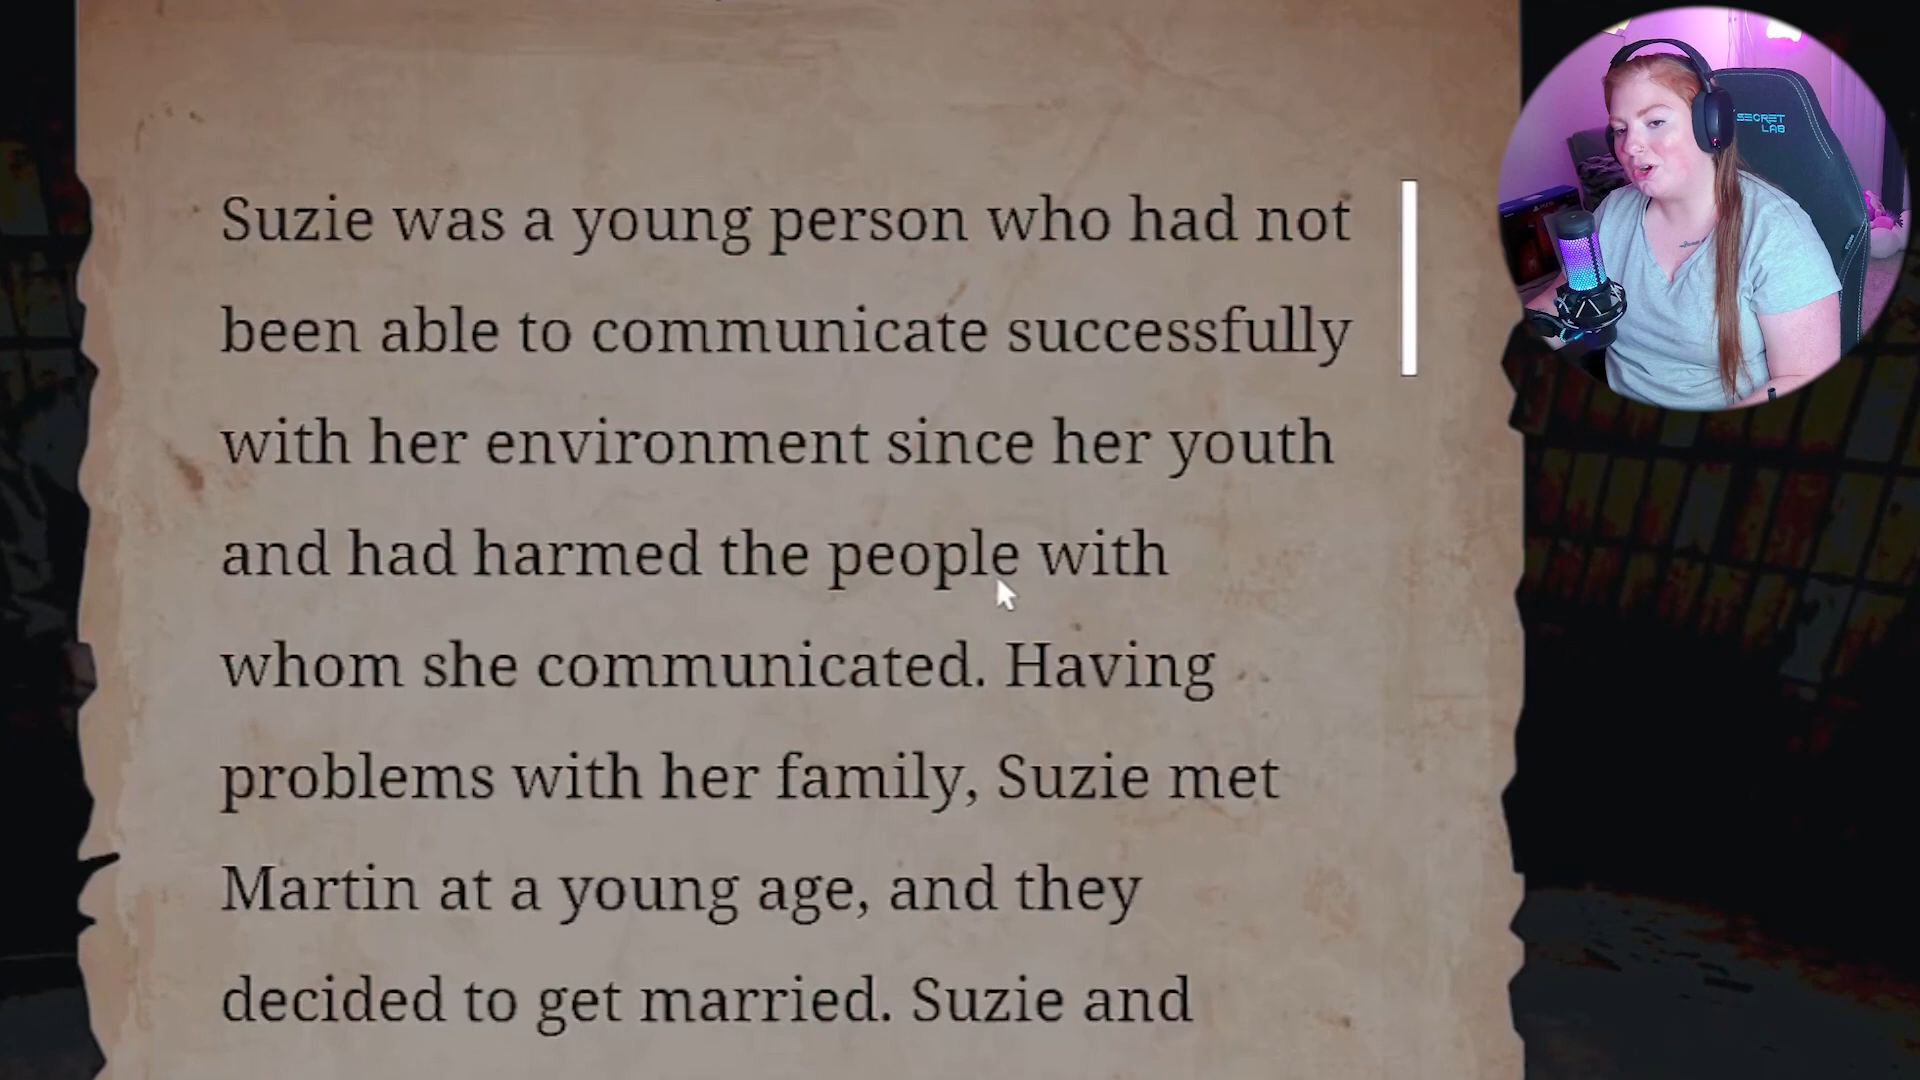 Suzie was a young person who had not
been able to communicate successfully
with her environment since her youth
and had harmed the people with
whom she communicated. Having
problems with her family, Suzie met
Martin at a young age, and they
decided to get married. Suzie and
SECRET
LAB